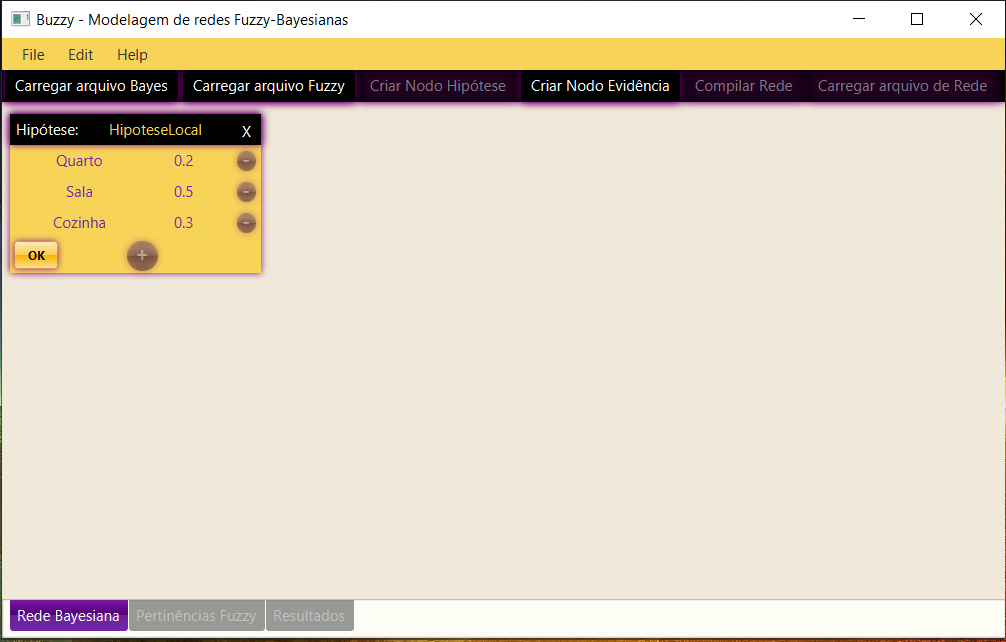 Buzzy - Modelagem de redes Fuzzy-Bayesianas
File Edit Help
Carregar arquivo Bayes Carregar arquivo Fuzzy Criar Nodo Hipótese Criar Nodo Evidência Compilar Rede Carregar arquivo de Rede
Hipótese: HipoteseLocal X
Quarto 0.2 -
Sala 0.5 -
Cozinha 0.3 -
OK +
Rede Bayesiana Pertinências Fuzzy Resultados